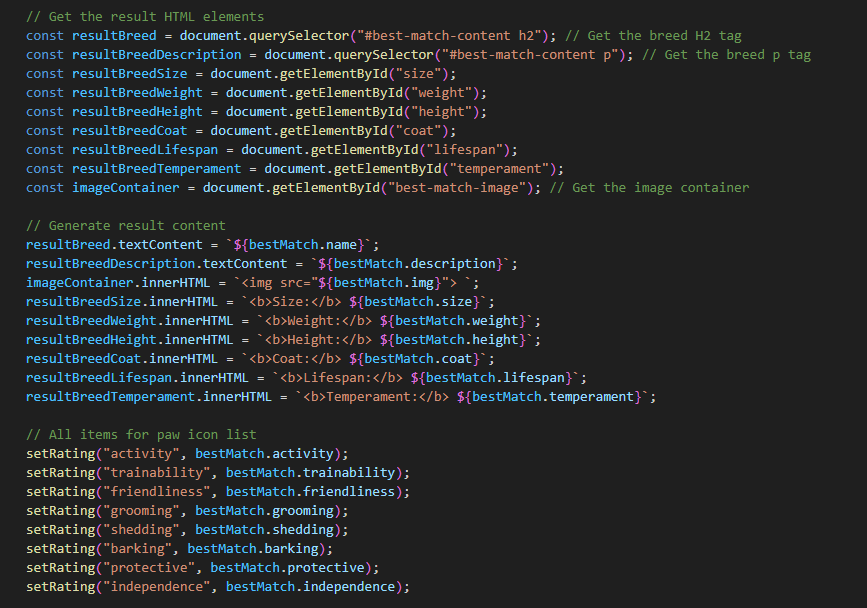 // Get the result HTML elements
const resultBreed = document.querySelector("#best-match-content h2"); // Get the breed H2 tag
const resultBreedDescription = document.querySelector("#best-match-content p"); // Get the breed p tag
const resultBreedSize = document.getElementById("size");
const resultBreedWeight = document.getElementById("weight");
const resultBreedHeight = document.getElementById("height");
const resultBreedCoat = document.getElementById("coat");
const resultBreedLifespan = document.getElementById("lifespan");
const resultBreedTemperament = document.getElementById("temperament");
const imageContainer = document.getElementById("best-match-image"); // Get the image container
// Generate result content
resultBreed.textContent = `${bestMatch.name}`;
resultBreedDescription.textContent = `${bestMatch.description}`;
imageContainer.innerHTML = `<img src="${bestMatch.img}"> `;
resultBreedSize.innerHTML = `<b>Size:</b> ${bestMatch.size}`;
resultBreedWeight.innerHTML = `<b>Weight:</b> ${bestMatch.weight}`;
resultBreedHeight.innerHTML = `<b>Height:</b> ${bestMatch.height}`;
resultBreedCoat.innerHTML = `<b>Coat:</b> ${bestMatch.coat}`;
resultBreedLifespan.innerHTML = `<b>Lifespan:</b> ${bestMatch.lifespan}`;
resultBreedTemperament.innerHTML = `<b>Temperament:</b> ${bestMatch.temperament}`;
// All items for paw icon list
setRating("activity", bestMatch.activity);
setRating("trainability", bestMatch.trainability);
setRating("friendliness", bestMatch.friendliness);
setRating("grooming", bestMatch.grooming);
setRating("shedding", bestMatch.shedding);
setRating("barking", bestMatch.barking);
setRating("protective", bestMatch.protective);
setRating("independence", bestMatch.independence);